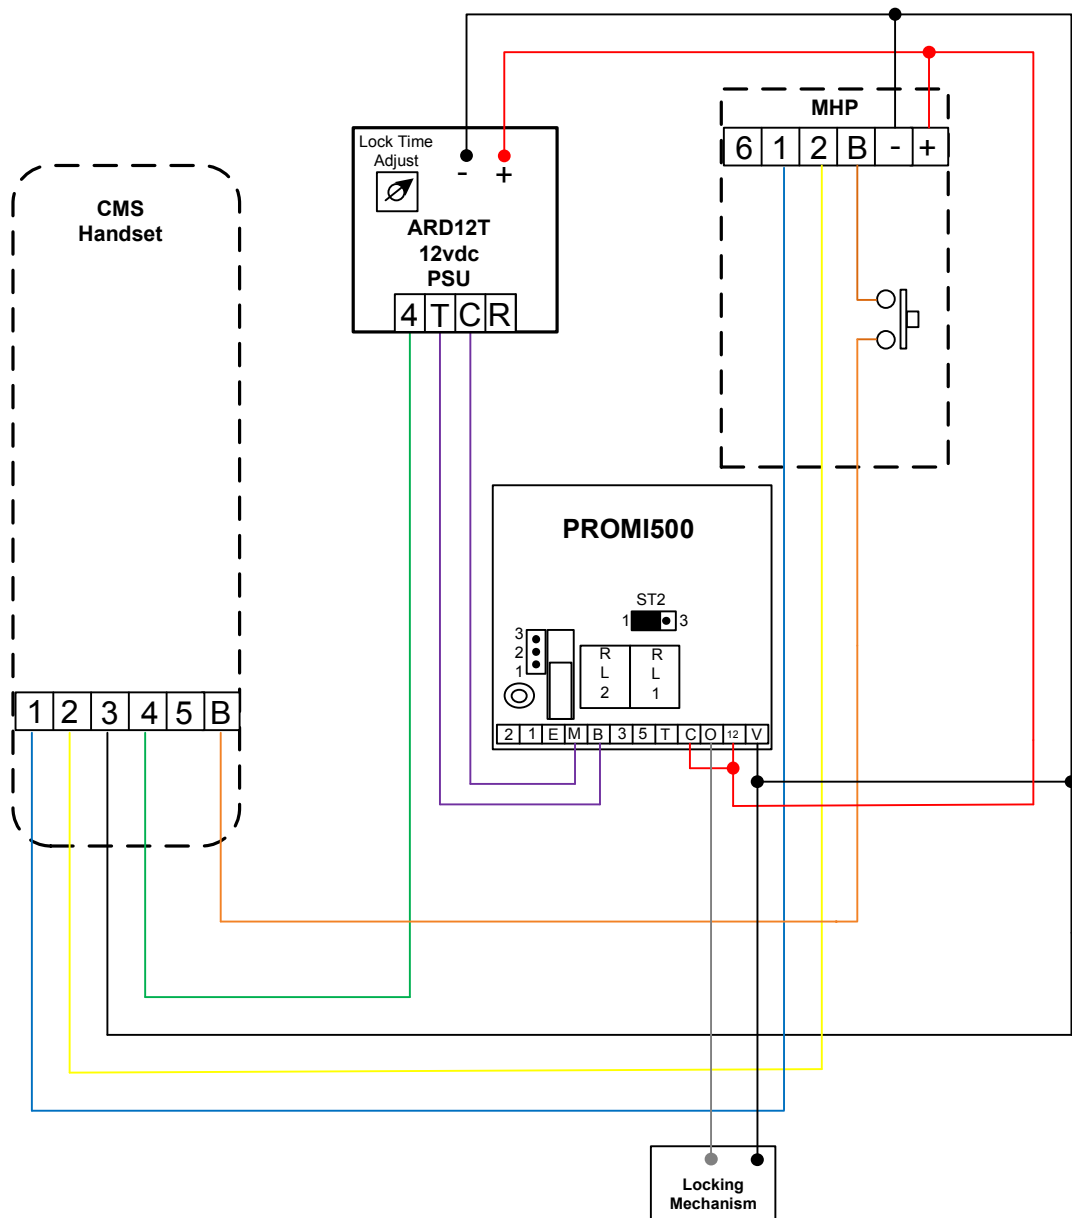 MHP
6 1 2 B - +
Lock Time
Adjust
- +
ARD12T
12vdc
PSU
4 T C R
CMS
Handset
1 2 3 4 5 B
PROMI500
ST2
1 3
3
2
1
R
L
2
R
L
1
2 1 E M B 3 5 T C O 12 V
Locking
Mechanism